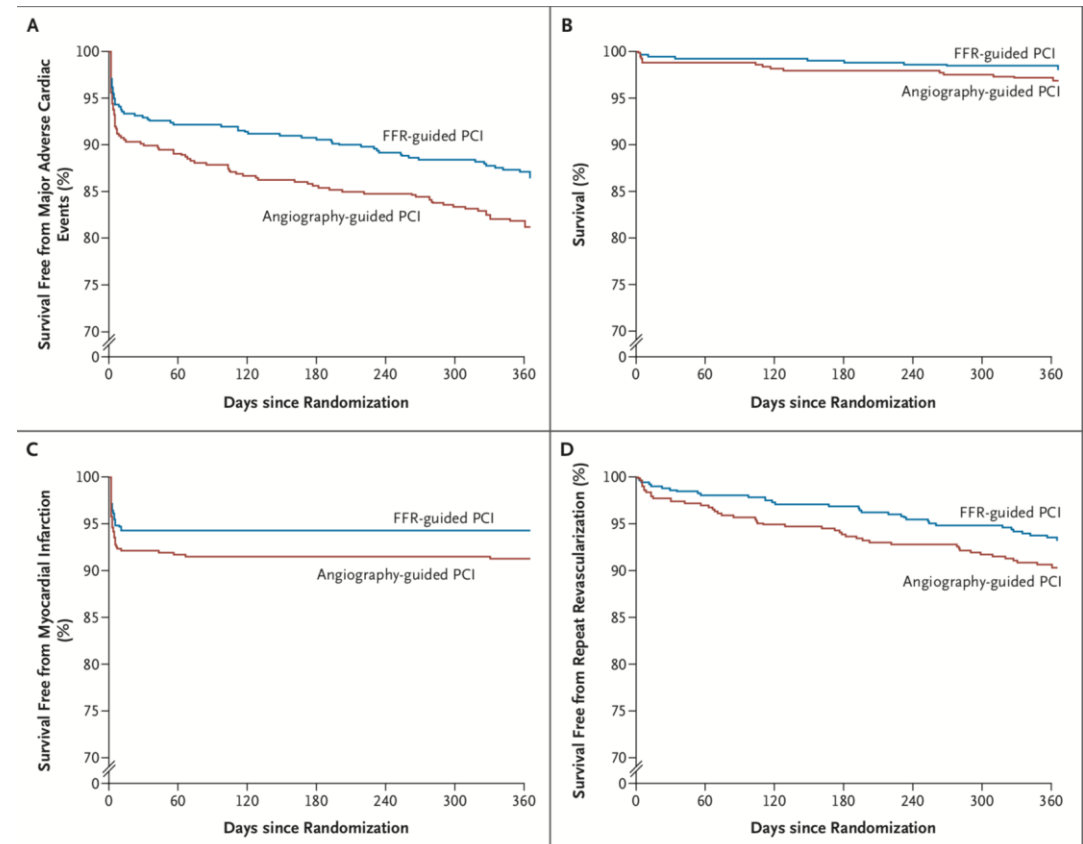 A
Survival Free from Major Adverse Cardiac
Events (%)
100
95
90
85
80
75
70
0
FFR-guided PCI
Angiography-guided PCI
0 60 120 180 240 300 360
Days since Randomization
B
Survival (%)
100
95
90
85
80
75
70
0
FFR-guided PCI
Angiography-guided PCI
0 60 120 180 240 300 360
Days since Randomization
C
Survival Free from Myocardial Infarction
(%)
100
95
90
85
80
75
70
0
FFR-guided PCI
Angiography-guided PCI
0 60 120 180 240 300 360
Days since Randomization
D
Survival Free from Repeat Revascularization (%)
100
95
90
85
80
75
70
0
FFR-guided PCI
Angiography-guided PCI
0 60 120 180 240 300 360
Days since Randomization